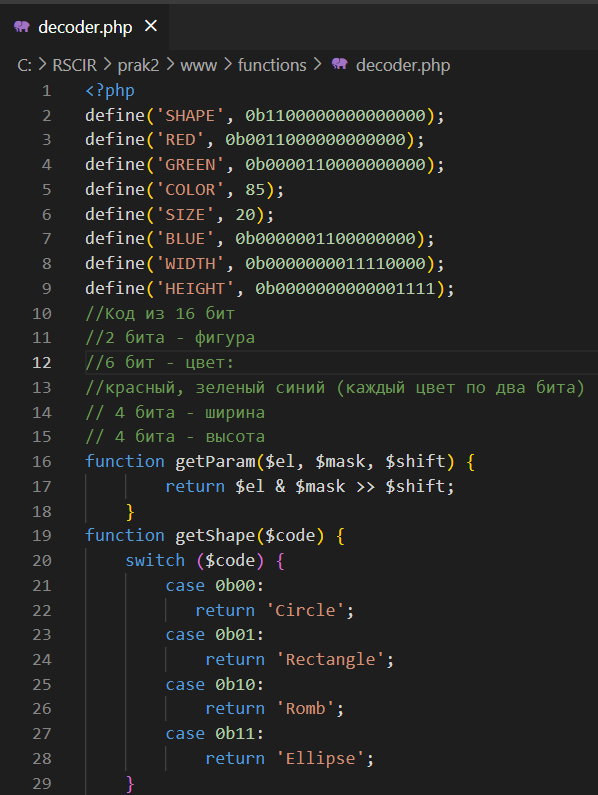 decoder.php ×
C: > RSCIR > prak2 > www > functions > decoder.php
1 <?php
2 define('SHAPE', 0b1100000000000000);
3 define('RED', 0b0011000000000000);
4 define('GREEN', 0b0000110000000000);
5 define('COLOR', 85);
6 define('SIZE', 20);
7 define('BLUE', 0b0000001100000000);
8 define('WIDTH', 0b0000000011110000);
9 define('HEIGHT', 0b0000000000001111);
10 //Код из 16 бит
11 //2 бита - фигура
12 //6 бит - цвет:
13 //красный, зеленый синий (каждый цвет по два бита)
14 // 4 бита - ширина
15 // 4 бита - высота
16 function getParam($el, $mask, $shift) {
17 return $el & $mask >> $shift;
18 }
19 function getShape($code) {
20 switch ($code) {
21 case 0b00:
22 return 'Circle';
23 case 0b01:
24 return 'Rectangle';
25 case 0b10:
26 return 'Romb';
27 case 0b11:
28 return 'Ellipse';
29 }